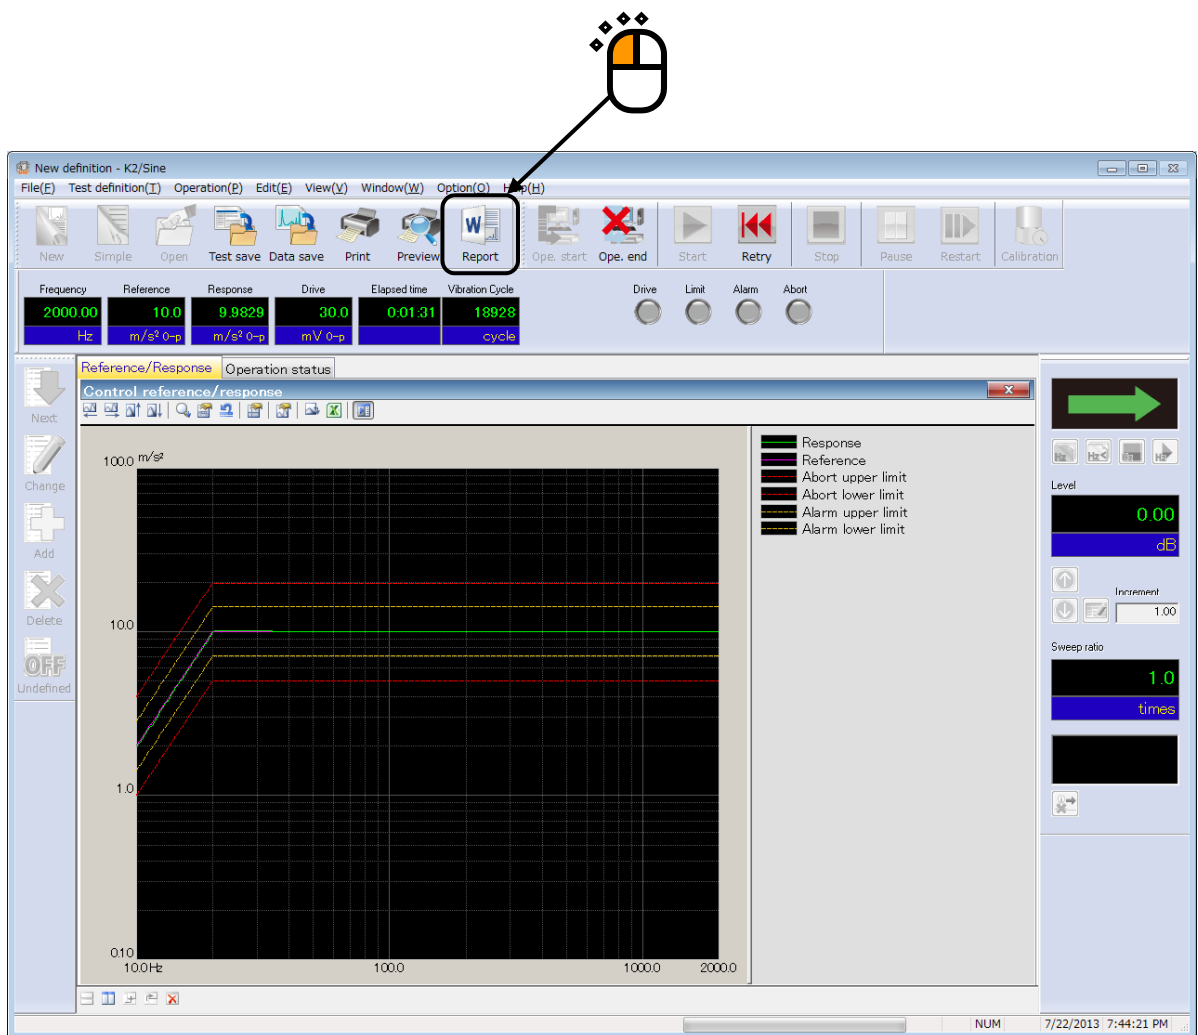 New definition - K2/Sine
File(F) Test definition(T) Operation(P) Edit(E) View(V) Window(W) Option(O) Help(H)
New Simple Open Test save Data save Print Preview Report Ope. start Ope. end Start Retry Stop Pause Restart Calibration
Frequency Reference Response Drive Elapsed time Vibration Cycle Drive Limit Alarm Abort
2000.00 10.0 9.9829 30.0 0:01:31 18928
Hz m/s² 0-p m/s² 0-p mV 0-p cycle
Reference/Response Operation status
Control reference/response
Next
Change
Add
Delete
OFF
Undefined
100.0 m/s²
10.0
1.0
0.10
10.0Hz 100.0 1000.0 2000.0
Response
Reference
Abort upper limit
Abort lower limit
Alarm upper limit
Alarm lower limit
Level
0.00
dB
Increment
1.00
Sweep ratio
1.0
times
NUM 7/22/2013 7:44:21 PM